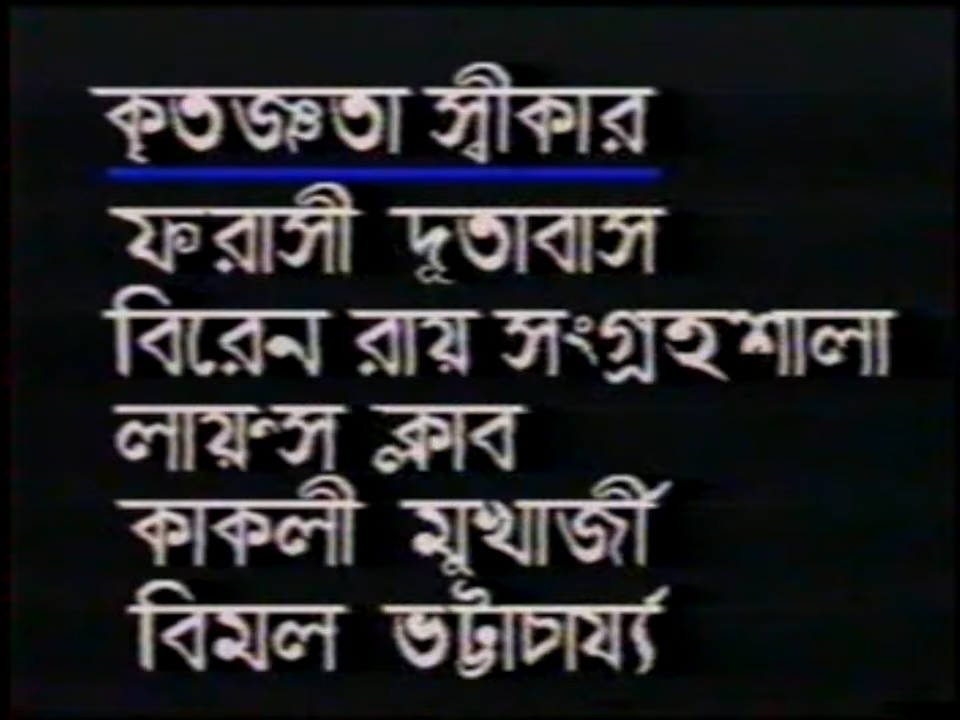 কৃতজ্ঞতা স্বীকার
ফরাসী দূতাবাস
বিরেন রায় সংগ্রহশালা
লায়ন্স ক্লাব
কাকলী মুখার্জী
বিমল ভট্টাচার্য্য